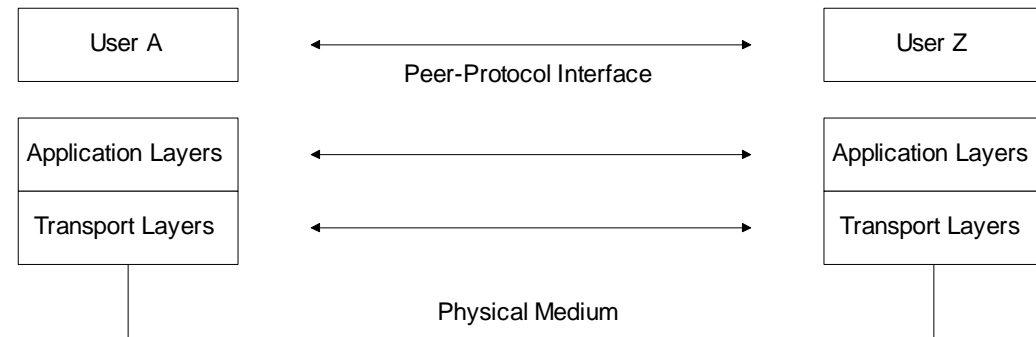 User A
User Z
Peer-Protocol Interface
Application Layers
Application Layers
Transport Layers
Transport Layers
Physical Medium